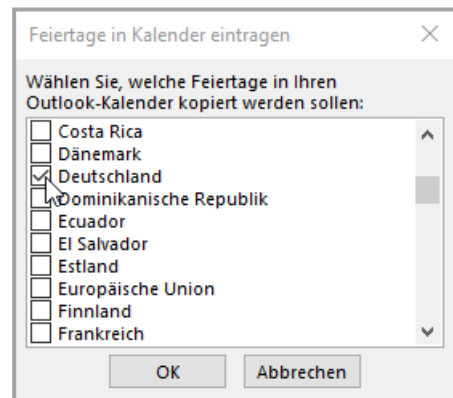 Feiertage in Kalender eintragen
Wählen Sie, welche Feiertage in Ihren
Outlook-Kalender kopiert werden sollen:
Costa Rica
Dänemark
Deutschland
Dominikanische Republik
Ecuador
El Salvador
Estland
Europäische Union
Finnland
Frankreich
OK Abbrechen